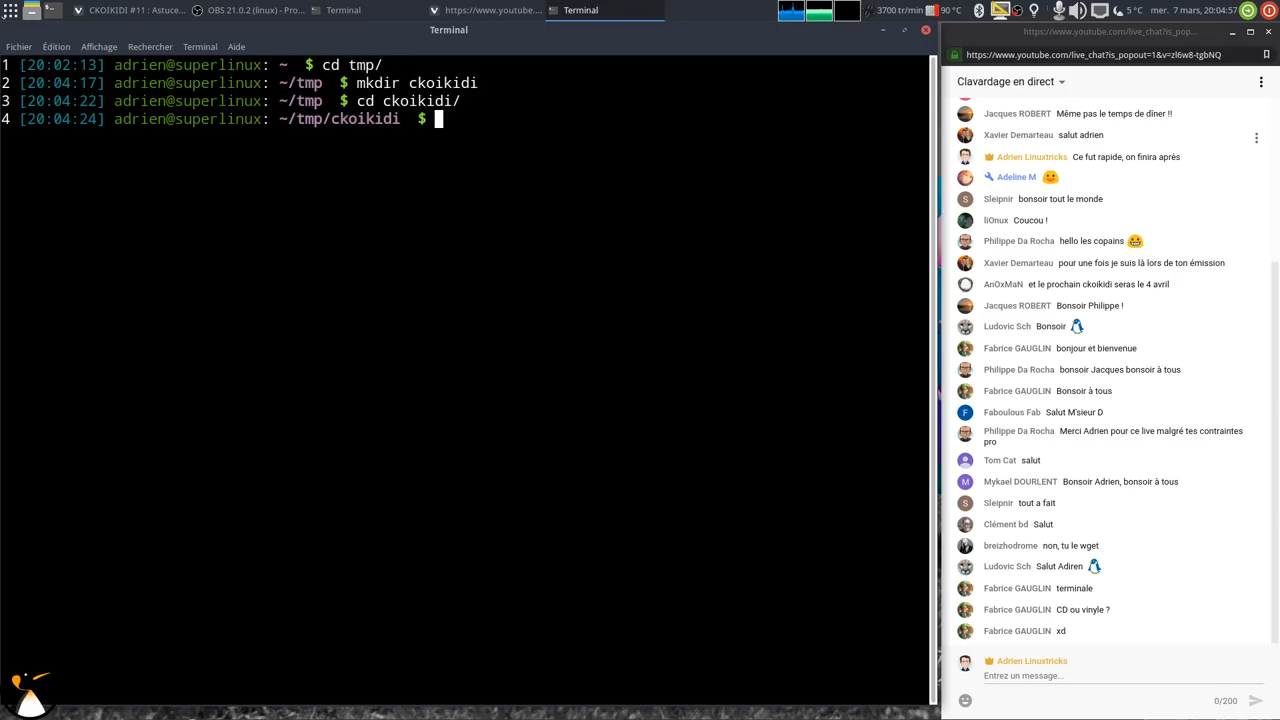 CKOIKIDI #11 : Astuce...
OBS 21.0.2 (linux) - Pro...
Terminal
https://www.youtube....
Terminal
3700 tr/min
90 °C
5 °C
mer. 7 mars, 20:04:57
Terminal
Fichier Édition Affichage Rechercher Terminal Aide
1 [20:02:13] adrien@superlinux: ~ $ cd tmp/
2 [20:04:17] adrien@superlinux: ~/tmp $ mkdir ckoikidi
3 [20:04:22] adrien@superlinux: ~/tmp $ cd ckoikidi/
4 [20:04:24] adrien@superlinux: ~/tmp/ckoikidi $
https://www.youtube.com/live_chat?is_pop...
https://www.youtube.com/live_chat?is_popout=1&v=zl6w8-tgbNQ
Clavardage en direct
Jacques ROBERT Même pas le temps de dîner !!
Xavier Demarteau salut adrien
Adrien Linuxtricks Ce fut rapide, on finira après
Adeline M
S Sleipnir bonsoir tout le monde
liOnux Coucou !
Philippe Da Rocha hello les copains
Xavier Demarteau pour une fois je suis là lors de ton émission
AnOxMaN et le prochain ckoikidi seras le 4 avril
Jacques ROBERT Bonsoir Philippe !
Ludovic Sch Bonsoir
Fabrice GAUGLIN bonjour et bienvenue
Philippe Da Rocha bonsoir Jacques bonsoir à tous
Fabrice GAUGLIN Bonsoir à tous
F Faboulous Fab Salut M'sieur D
Philippe Da Rocha Merci Adrien pour ce live malgré tes contraintes
pro
Tom Cat salut
M Mykael DOURLENT Bonsoir Adrien, bonsoir à tous
S Sleipnir tout a fait
Clément bd Salut
breizhodrome non, tu le wget
Ludovic Sch Salut Adiren
Fabrice GAUGLIN terminale
Fabrice GAUGLIN CD ou vinyle ?
Fabrice GAUGLIN xd
Adrien Linuxtricks
Entrez un message...
0/200